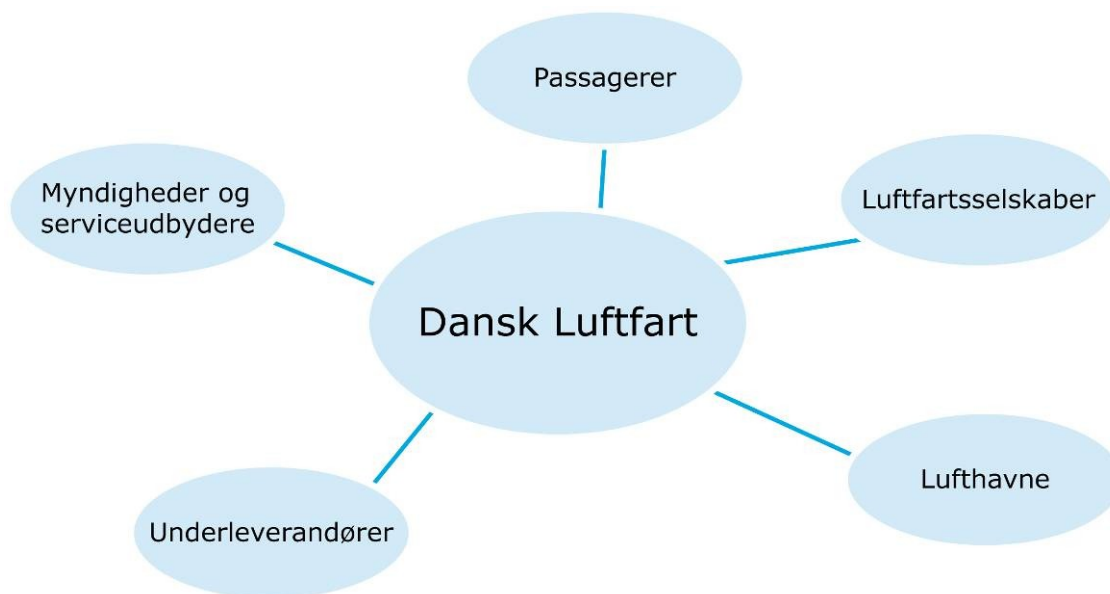 Passagerer
Myndigheder og
serviceudbydere
Luftfartsselskaber
Dansk Luftfart
Lufthavne
Underleverandører